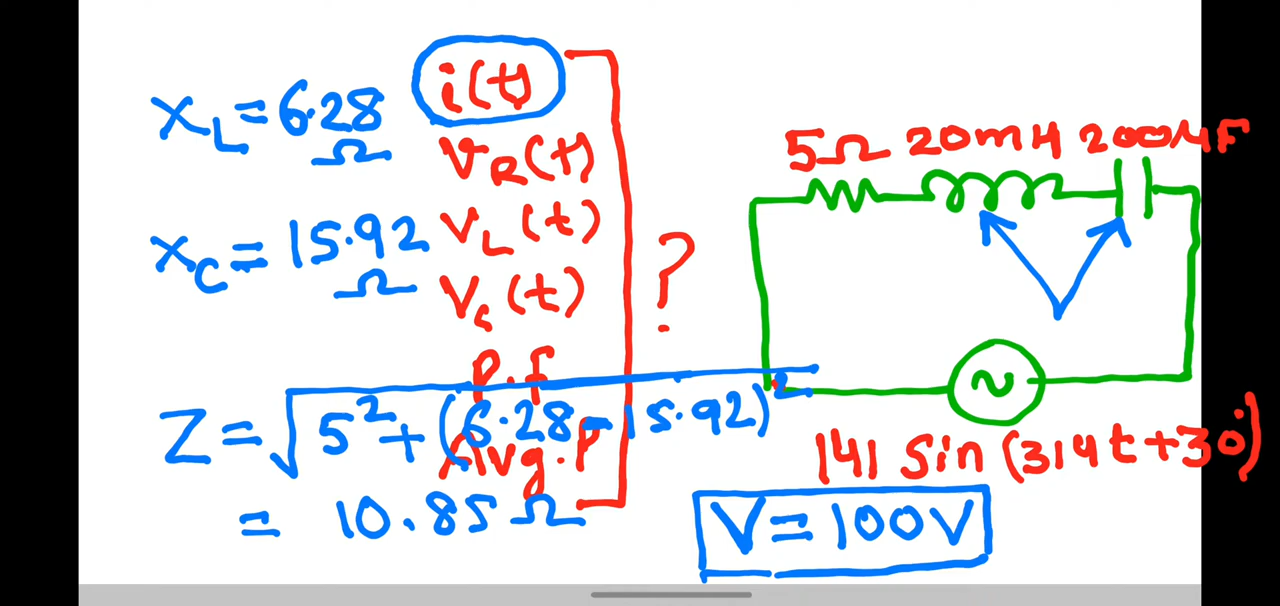 i(t)
X_L = 6.28 Ω
V_R(t)
5Ω 20mH 200μF
X_C = 15.92 Ω
V_L(t)
?
V_c(t)
p.f
Z = √5² + (6.28 - 15.92)²
Avg.P
141 sin (314t+30°)
= 10.85 Ω
V = 100V